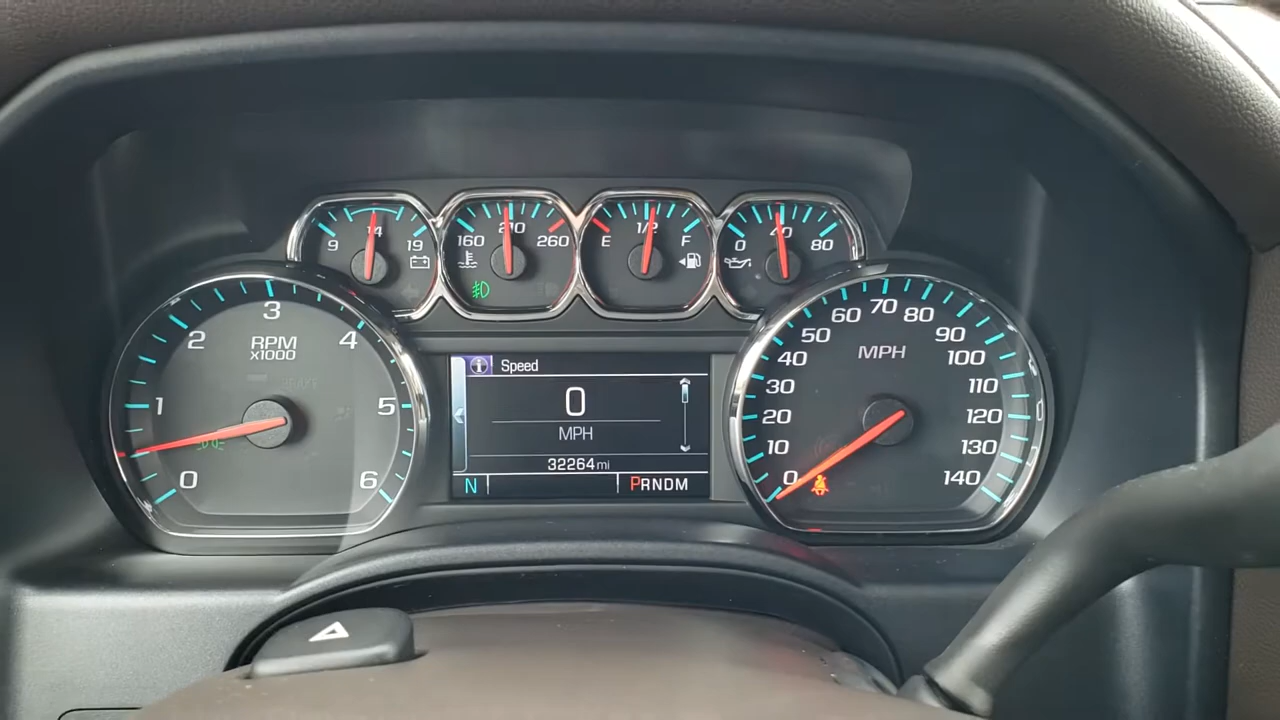 9 14 19
160 210 260
E 1/2 F
0 40 80
RPM
x1000
0 1 2 3 4 5 6
Speed
0
MPH
32264 mi
N PRNDM
MPH
0 10 20 30 40 50 60 70 80 90 100 110 120 130 140